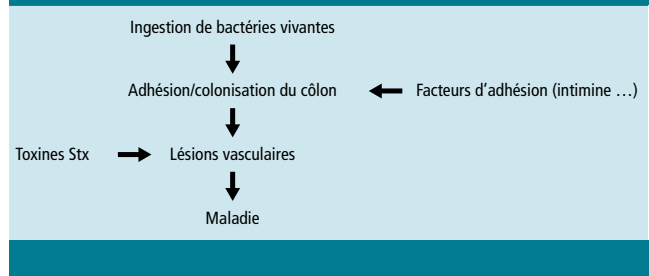 Ingestion de bactéries vivantes
Adhésion/colonisation du côlon
Facteurs d'adhésion (intimine …)
Toxines Stx
Lésions vasculaires
Maladie